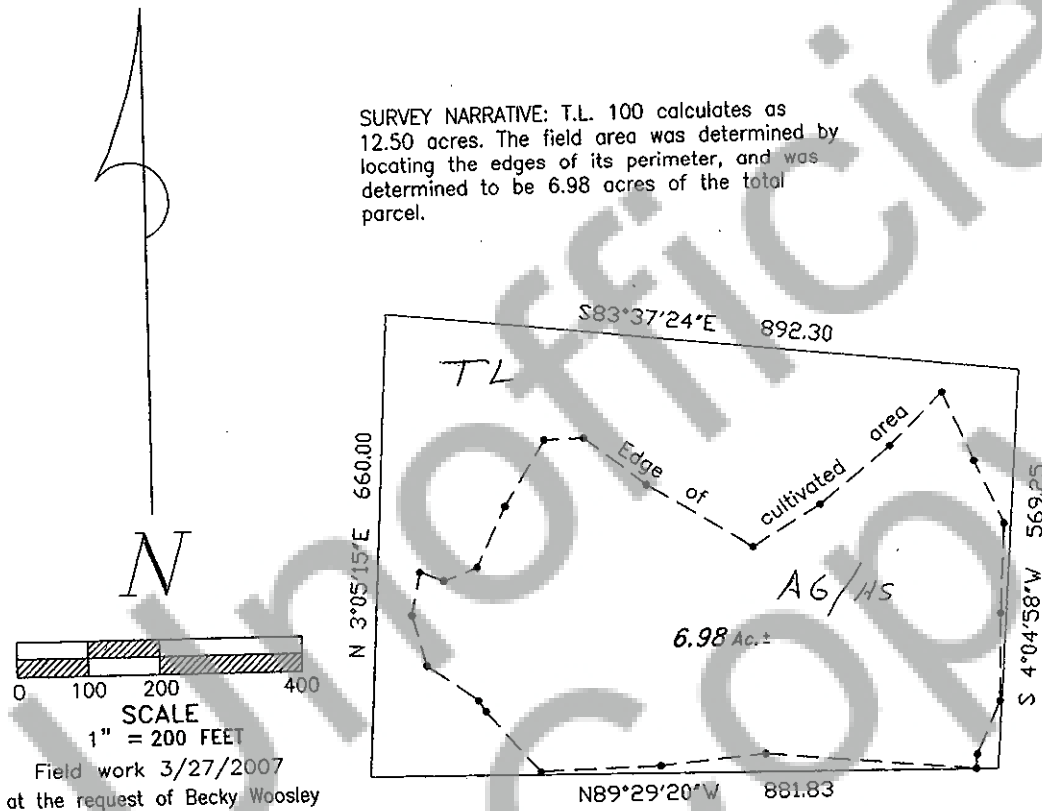 SURVEY NARRATIVE: T.L. 100 calculates as
12.50 acres. The field area was determined by
locating the edges of its perimeter, and was
determined to be 6.98 acres of the total
parcel.
S83°37'24"E 892.30
TL
N 3°05'15"E 660.00
Edge of cultivated area
S 4°04'58"W 569.25
AG/HS
6.98 Ac.±
N89°29'20"W 881.83
N
0 100 200 400
SCALE
1" = 200 FEET
Field work 3/27/2007
at the request of Becky Woosley
Unofficial
Copy